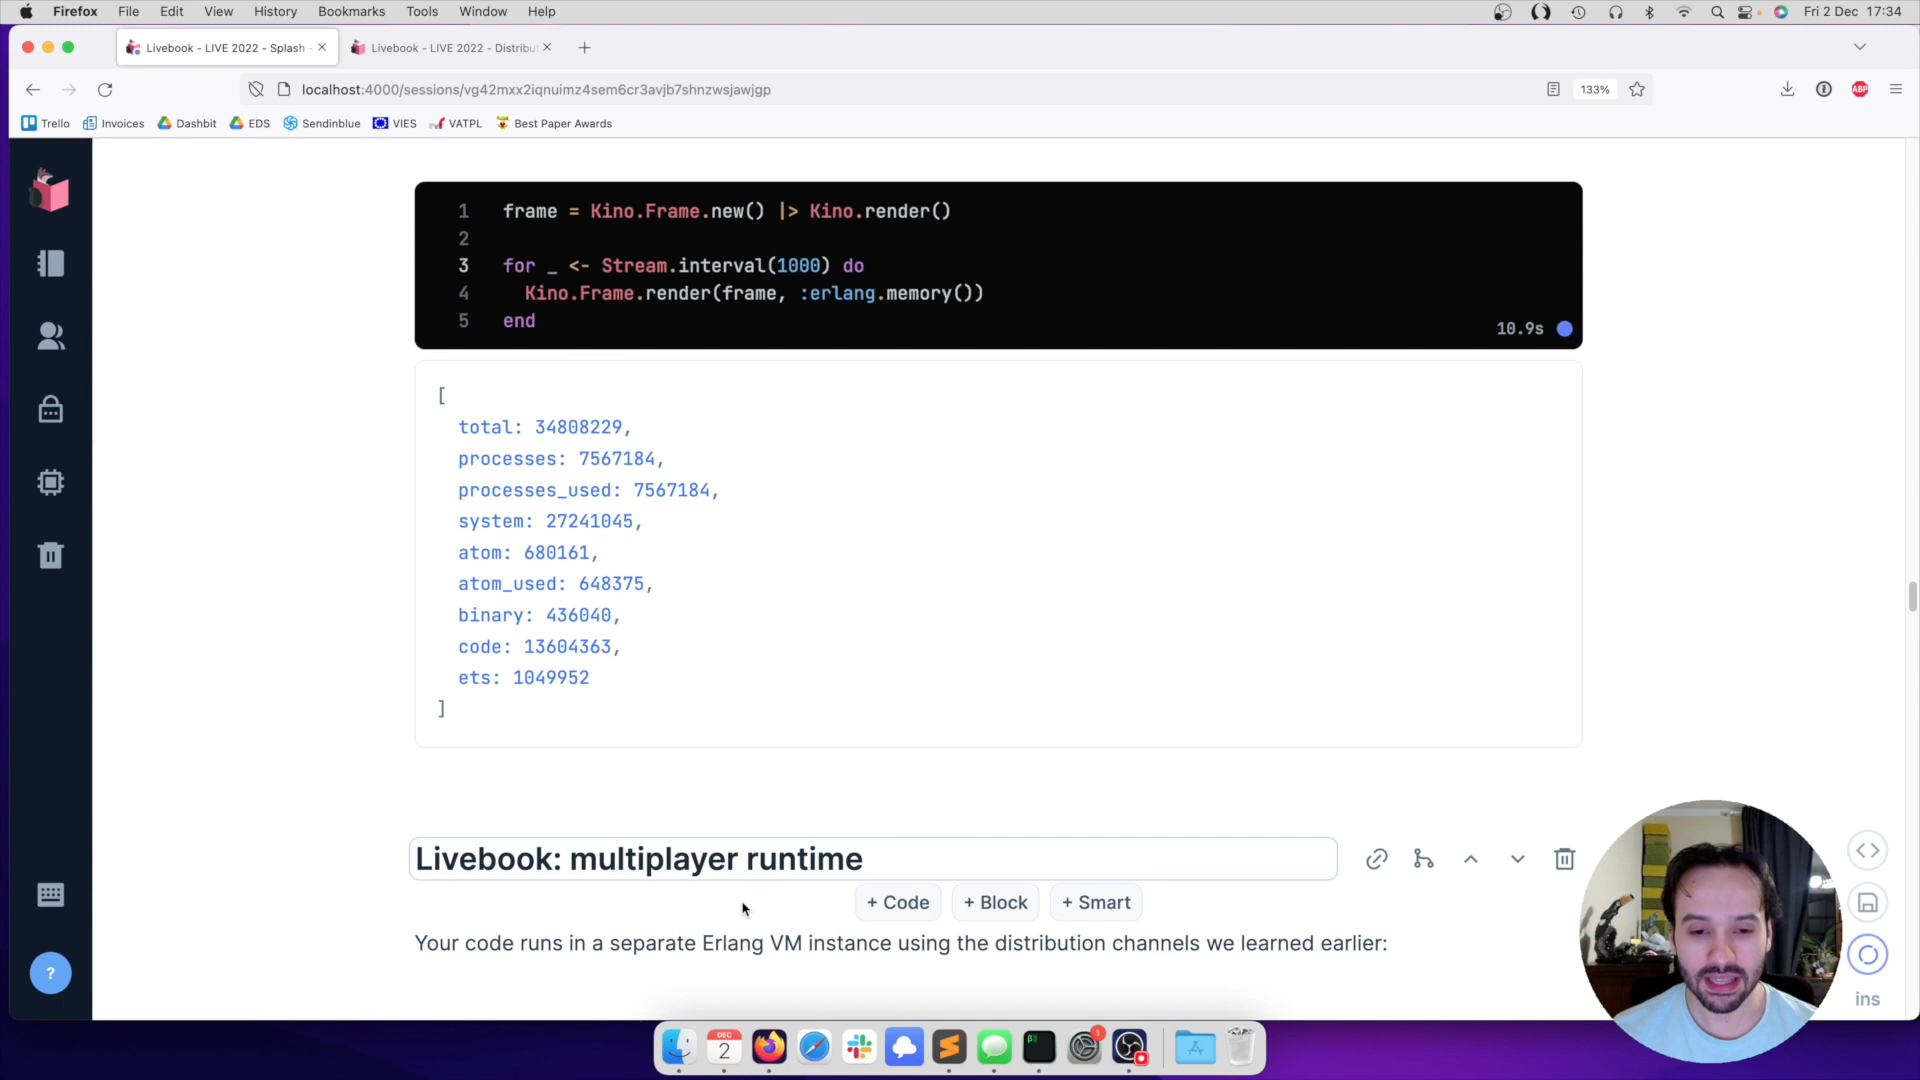 Firefox File Edit View History Bookmarks Tools Window Help Fri 2 Dec 17:34
Livebook - LIVE 2022 - Splash -
Livebook - LIVE 2022 - Distribu
localhost:4000/sessions/vg42mxx2iqnuimz4sem6cr3avjb7shnzwsjawjgp
133%
ABP
Trello Invoices Dashbit EDS Sendinblue VIES VATPL Best Paper Awards
1 frame = Kino.Frame.new() |> Kino.render()
2
3 for _ <- Stream.interval(1000) do
4 Kino.Frame.render(frame, :erlang.memory())
5 end
10.9s
[
total: 34808229,
processes: 7567184,
processes_used: 7567184,
system: 27241045,
atom: 680161,
atom_used: 648375,
binary: 436040,
code: 13604363,
ets: 1049952
]
Livebook: multiplayer runtime
+ Code + Block + Smart
Your code runs in a separate Erlang VM instance using the distribution channels we learned earlier:
?
ins
DEC
2
1